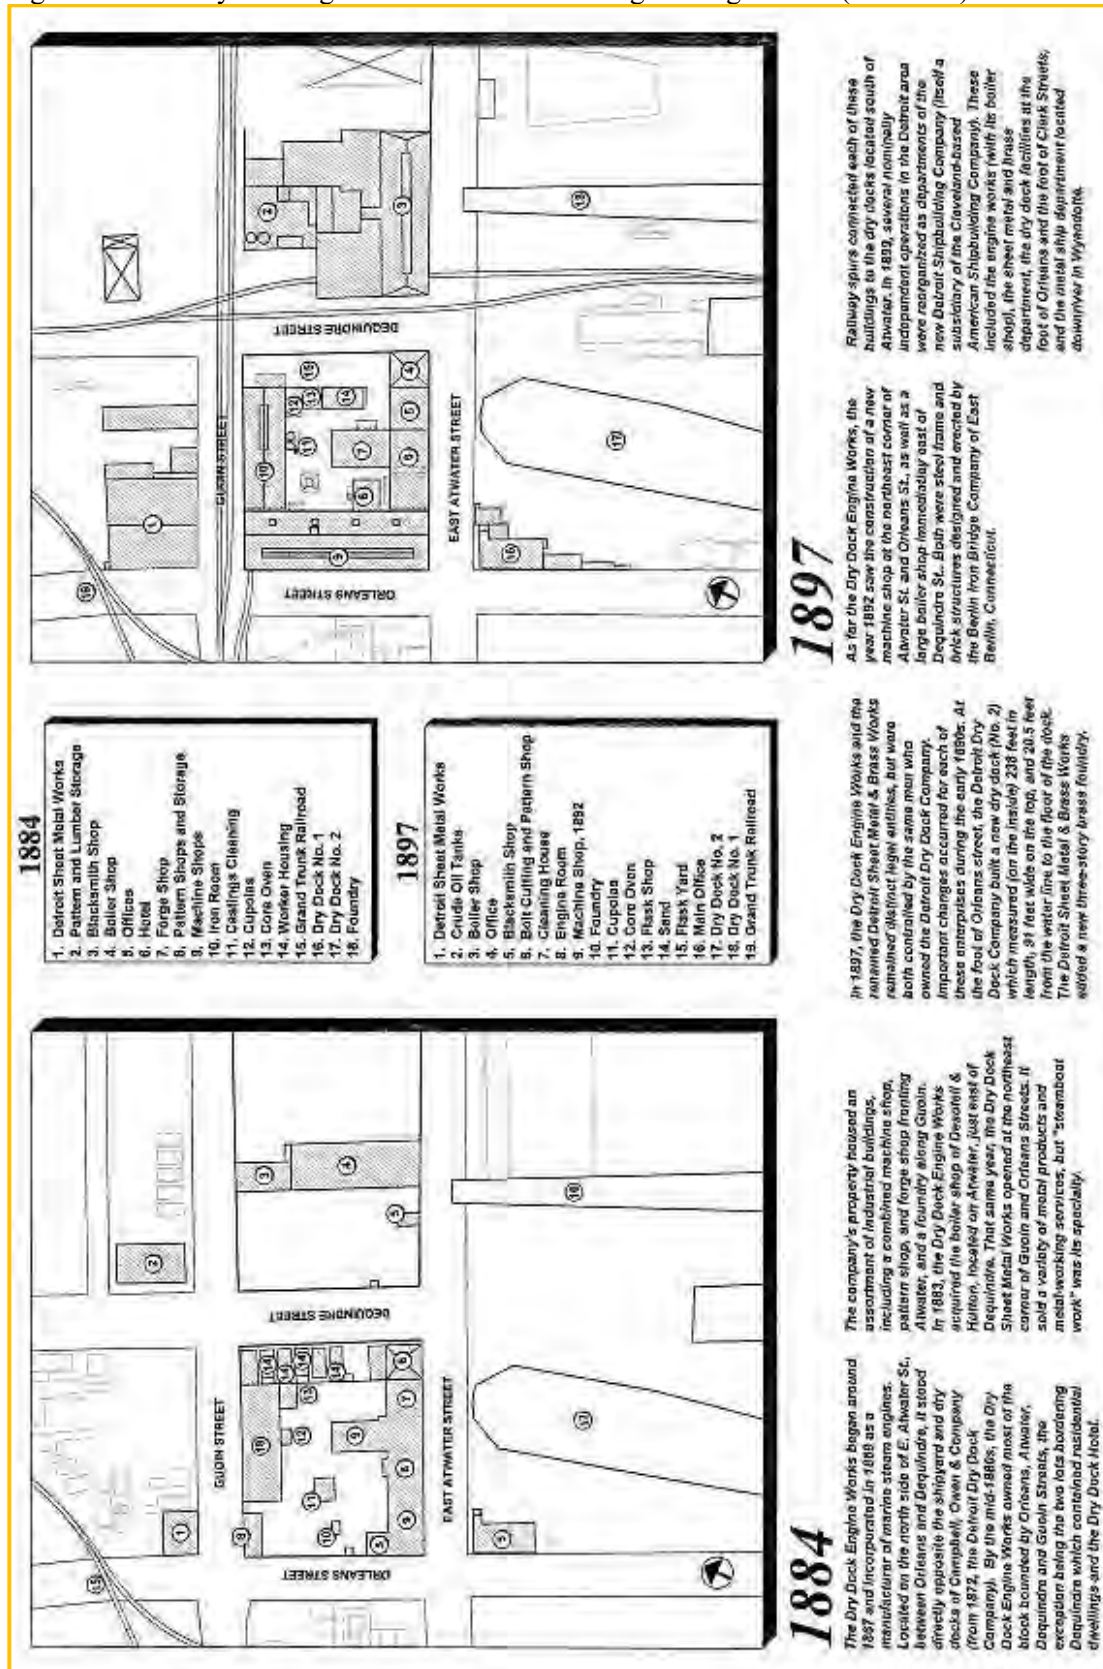 GUOIN STREET
DEQUINDRE STREET
ORLEANS STREET
EAST ATWATER STREET
1884
1. Detroit Sheet Metal Works
2. Pattern and Lumber Storage
3. Blacksmith Shop
4. Boiler Shop
5. Offices
6. Hotel
7. Forge Shop
8. Pattern Shops and Storage
9. Machine Shops
10. Iron Room
11. Castings Cleaning
12. Cupolas
13. Core Oven
14. Worker Housing
15. Grand Trunk Railroad
16. Dry Dock No. 1
17. Dry Dock No. 2
18. Foundry
1897
1. Detroit Sheet Metal Works
2. Crude Oil Tanks
3. Boiler Shop
4. Office
5. Blacksmith Shop
6. Bolt Cutting and Pattern Shop
7. Cleaning House
8. Engine Room
9. Machine Shop, 1892
10. Foundry
11. Cupolas
12. Core Oven
13. Flask Shop
14. Sand
15. Flask Yard
16. Main Office
17. Dry Dock No. 2
18. Dry Dock No. 1
19. Grand Trunk Railroad
GUOIN STREET
DEQUINDRE STREET
ORLEANS STREET
EAST ATWATER STREET
1884
The Dry Dock Engine Works began around
1867 and incorporated in 1869 as a
manufacturer of marine steam engines.
Located on the north side of E. Atwater St.,
between Orleans and Dequindre, it stood
directly opposite the shipyard and dry
docks of Campbell, Owen & Company
(from 1872, the Detroit Dry Dock
Company). By the mid-1880s, the Dry
Dock Engine Works owned most of the
block bounded by Orleans, Atwater,
Dequindre and Guoin Streets, the
exception being the two lots bordering
Dequindre which contained residential
dwellings and the Dry Dock Hotel.
The company's property housed an
assortment of industrial buildings,
including a combined machine shop,
pattern shop, and forge shop fronting
Atwater, and a foundry along Guoin.
In 1883, the Dry Dock Engine Works
acquired the boiler shop of &
Hutton, located on Atwater, just east of
Dequindre. That same year, the Dry Dock
Sheet Metal Works opened at the northeast
corner of Guoin and Orleans Streets. It
sold a variety of metal products and
metal-working services, but "steamboat
work" was its specialty.
In 1897, the Dry Dock Engine Works and the
renamed Detroit Sheet Metal & Brass Works
remained distinct legal entities, but were
both controlled by the same men who
owned the Detroit Dry Dock Company.
Important changes occurred for each of
these enterprises during the early 1890s. At
the foot of Orleans street, the Detroit Dry
Dock Company built a new dry dock (No. 2)
which measured (on the inside) 238 feet in
length, 91 feet wide on the top, and 20.5 feet
from the water line to the floor of the dock.
The Detroit Sheet Metal & Brass Works
added a new three-story brass foundry.
1897
As for the Dry Dock Engine Works, the
year 1892 saw the construction of a new
machine shop at the northeast corner of
Atwater St. and Orleans St., as well as a
large boiler shop immediately east of
Dequindre St.. Both were steel frame and
brick structures designed and erected by
the Berlin Iron Bridge Company of East
Berlin, Connecticut.
Railway spurs connected each of these
buildings to the dry docks located south of
Atwater. In 1899, several nominally
independent operations in the Detroit area
were reorganized as departments of the
new Detroit Shipbuilding Company (itself a
subsidiary of the Cleveland-based
American Shipbuilding Company). These
included the engine works (with its boiler
shop), the sheet metal and brass
department, the dry dock facilities at the
foot of Orleans and the foot of Clark Streets,
and the metal ship department located
downriver in Wyandotte.